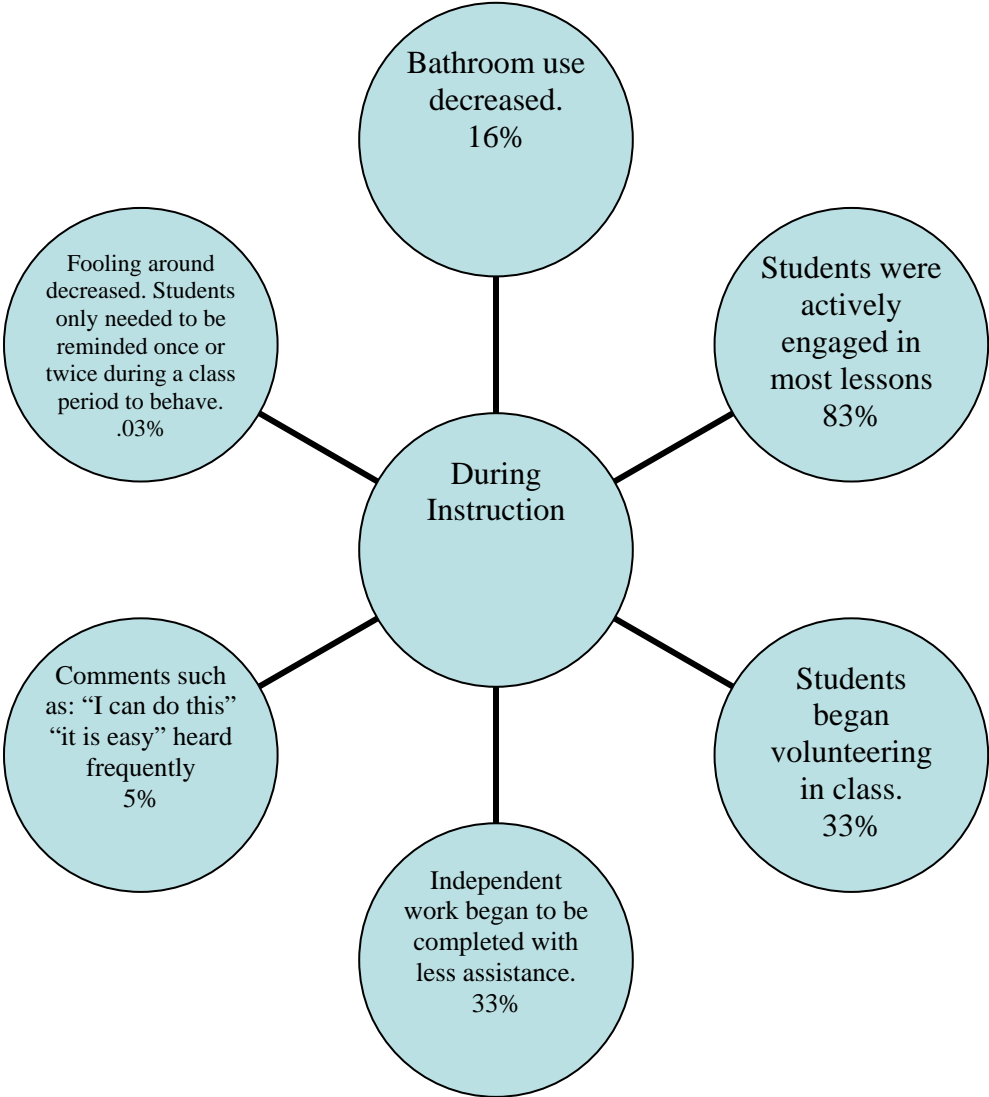 Bathroom use
decreased.
16%
Students were
actively
engaged in
most lessons
83%
Students
began
volunteering
in class.
33%
Independent
work began to be
completed with
less assistance.
33%
Comments such
as: “I can do this”
“it is easy” heard
frequently
5%
Fooling around
decreased. Students
only needed to be
reminded once or
twice during a class
period to behave.
.03%
During
Instruction